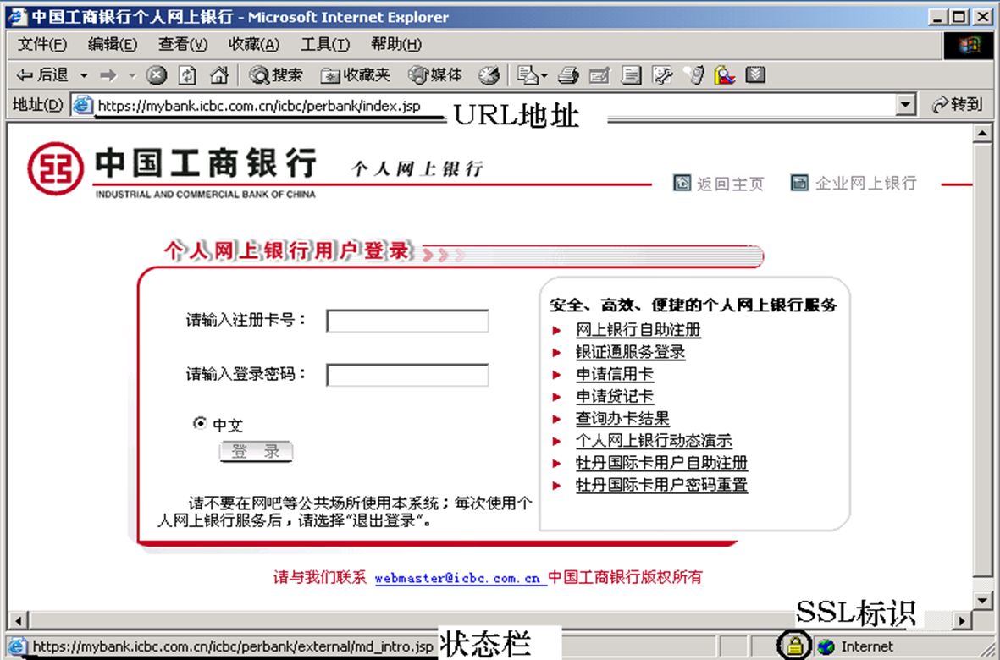 中国工商银行个人网上银行 - Microsoft Internet Explorer
文件(F) 编辑(E) 查看(V) 收藏(A) 工具(T) 帮助(H)
后退 搜索 收藏夹 媒体
地址(D) https://mybank.icbc.com.cn/icbc/perbank/index.jsp 转到
URL地址
中国工商银行 个人网上银行
INDUSTRIAL AND COMMERCIAL BANK OF CHINA
返回主页 企业网上银行
个人网上银行用户登录
请输入注册卡号：
请输入登录密码：
中文
登 录
请不要在网吧等公共场所使用本系统；每次使用个
人网上银行服务后，请选择“退出登录“。
安全、高效、便捷的个人网上银行服务
网上银行自助注册
银证通服务登录
申请信用卡
申请贷记卡
查询办卡结果
个人网上银行动态演示
牡丹国际卡用户自助注册
牡丹国际卡用户密码重置
请与我们联系 webmaster@icbc.com.cn 中国工商银行版权所有
SSL标识
https://mybank.icbc.com.cn/icbc/perbank/external/md_intro.jsp 状态栏 Internet